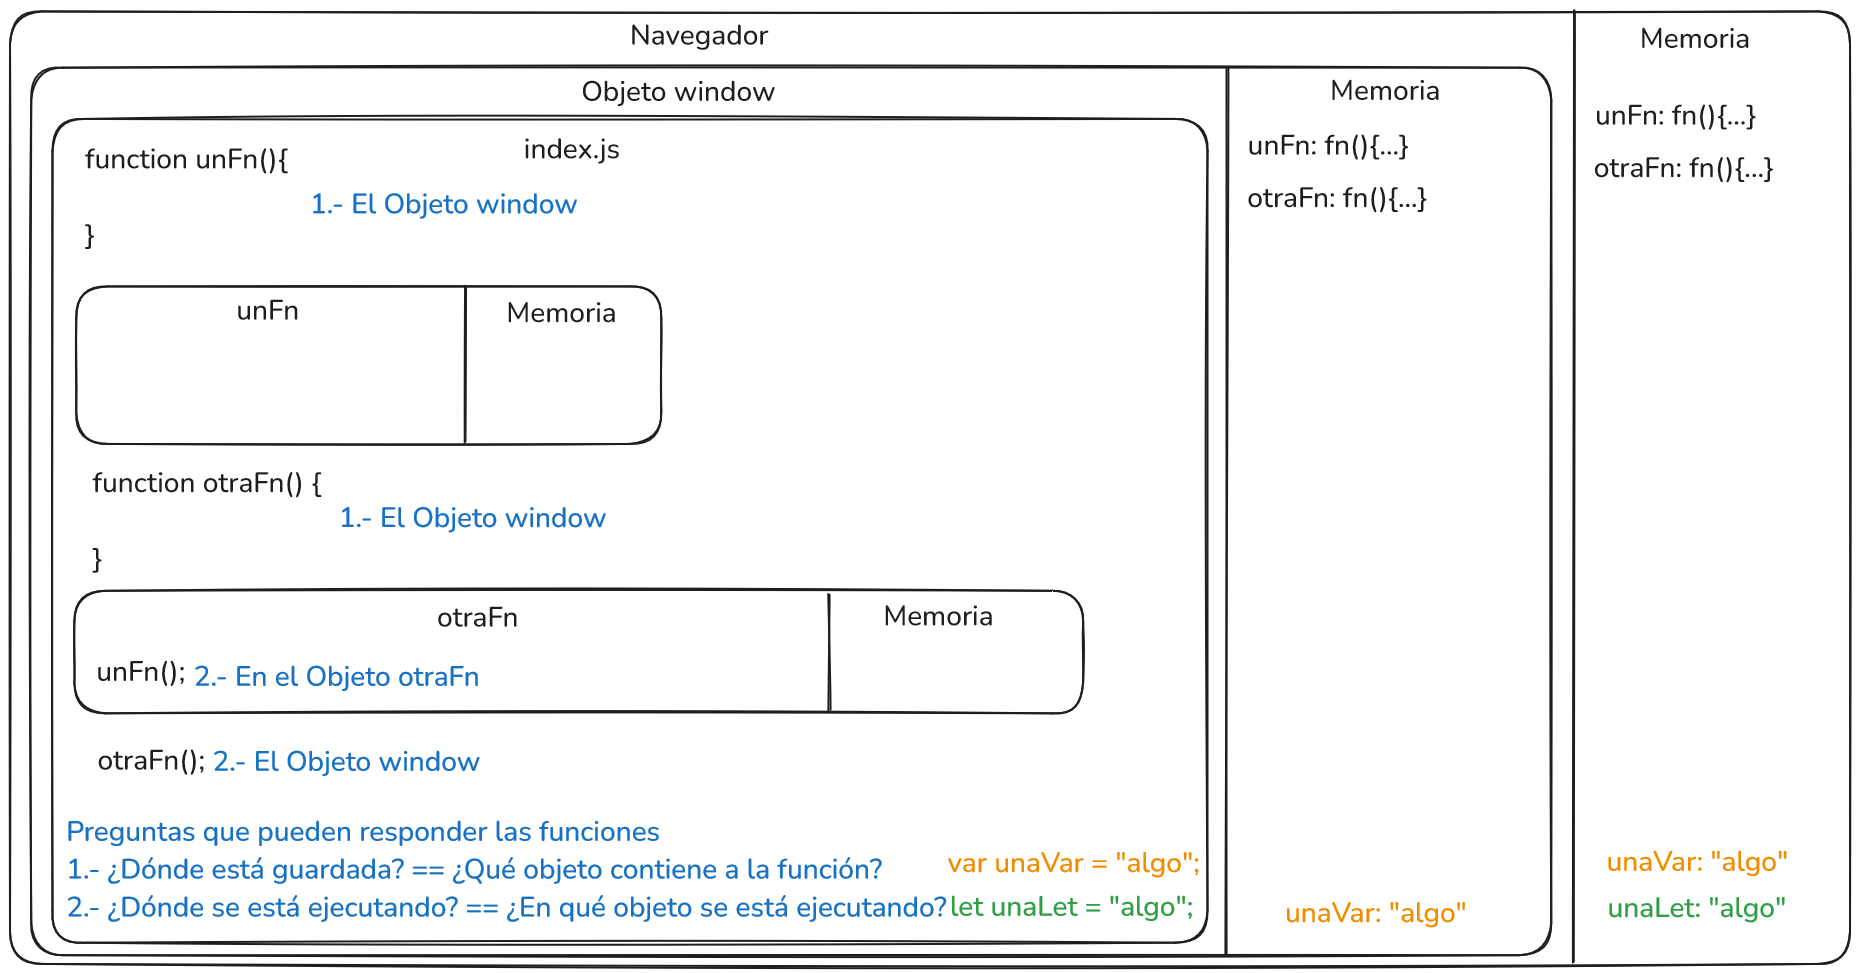 Navegador
Memoria
Objeto window
Memoria
index.js
function unFn(){
1.- El Objeto window
}
unFn: fn(){...}
otraFn: fn(){...}
unFn: fn(){...}
otraFn: fn(){...}
unFn
Memoria
function otraFn() {
1.- El Objeto window
}
otraFn
Memoria
unFn(); 2.- En el Objeto otraFn
otraFn(); 2.- El Objeto window
Preguntas que pueden responder las funciones
1.- ¿Dónde está guardada? == ¿Qué objeto contiene a la función?
2.- ¿Dónde se está ejecutando? == ¿En qué objeto se está ejecutando?
var unaVar = "algo";
let unaLet = "algo";
unaVar: "algo"
unaVar: "algo"
unaLet: "algo"